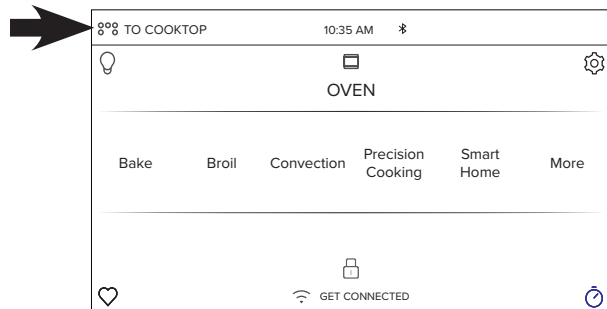 TO COOKTOP 10:35 AM
OVEN
Bake Broil Convection Precision Cooking Smart Home More
GET CONNECTED